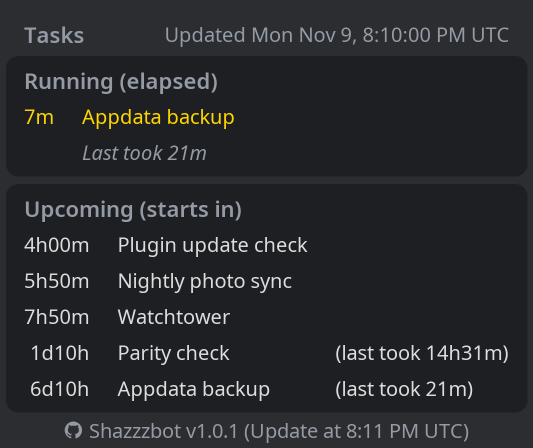 Tasks Updated Mon Nov 9, 8:10:00 PM UTC
Running (elapsed)
7m Appdata backup
Last took 21m
Upcoming (starts in)
4h00m Plugin update check
5h50m Nightly photo sync
7h50m Watchtower
1d10h Parity check (last took 14h31m)
6d10h Appdata backup (last took 21m)
Shazzzbot v1.0.1 (Update at 8:11 PM UTC)